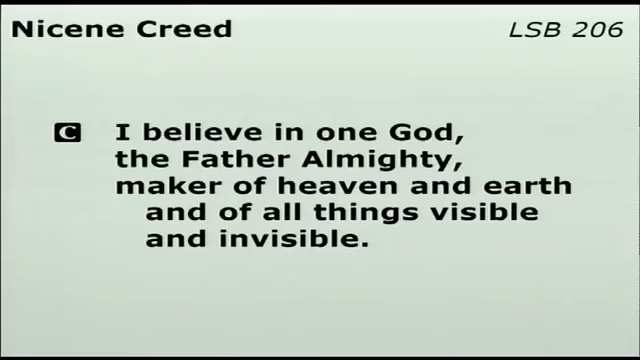 Nicene Creed LSB 206
C I believe in one God,
the Father Almighty,
maker of heaven and earth
and of all things visible
and invisible.